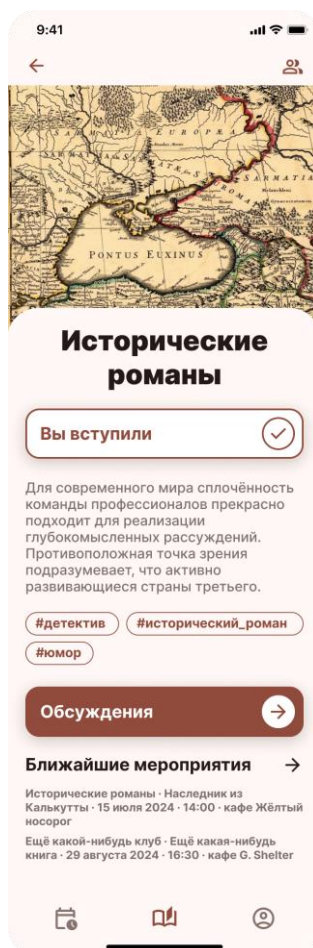 9:41
SARMATIA EUROPÆA
SARMATIA
PONTUS EUXINUS
Исторические
романы
Вы вступили
Для современного мира сплочённость
команды профессионалов прекрасно
подходит для реализации
глубокомысленных рассуждений.
Противоположная точка зрения
подразумевает, что активно
развивающиеся страны третьего.
#детектив #исторический_роман
#юмор
Обсуждения
Ближайшие мероприятия
Исторические романы · Наследник из
Калькутты · 15 июля 2024 · 14:00 · кафе Жёлтый
носорог
Ещё какой-нибудь клуб · Ещё какая-нибудь
книга · 29 августа 2024 · 16:30 · кафе G. Shelter